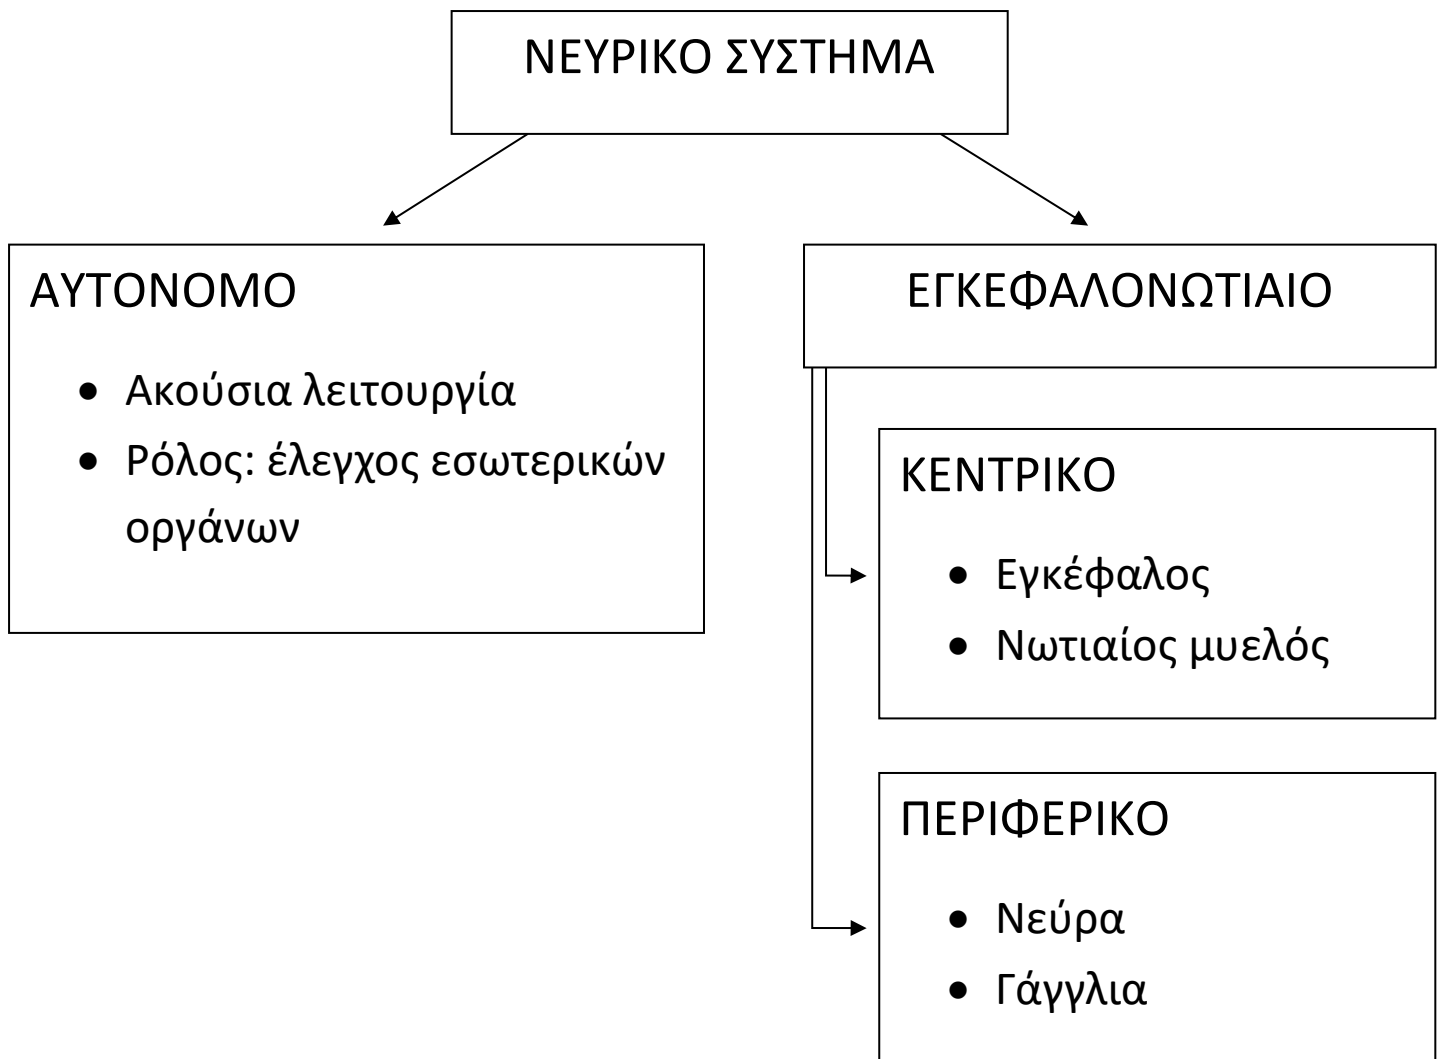 ΝΕΥΡΙΚΟ ΣΥΣΤΗΜΑ
ΑΥΤΟΝΟΜΟ
• Ακούσια λειτουργία
• Ρόλος: έλεγχος εσωτερικών
οργάνων
ΕΓΚΕΦΑΛΟΝΩΤΙΑΙΟ
ΚΕΝΤΡΙΚΟ
• Εγκέφαλος
• Νωτιαίος μυελός
ΠΕΡΙΦΕΡΙΚΟ
• Νεύρα
• Γάγγλια